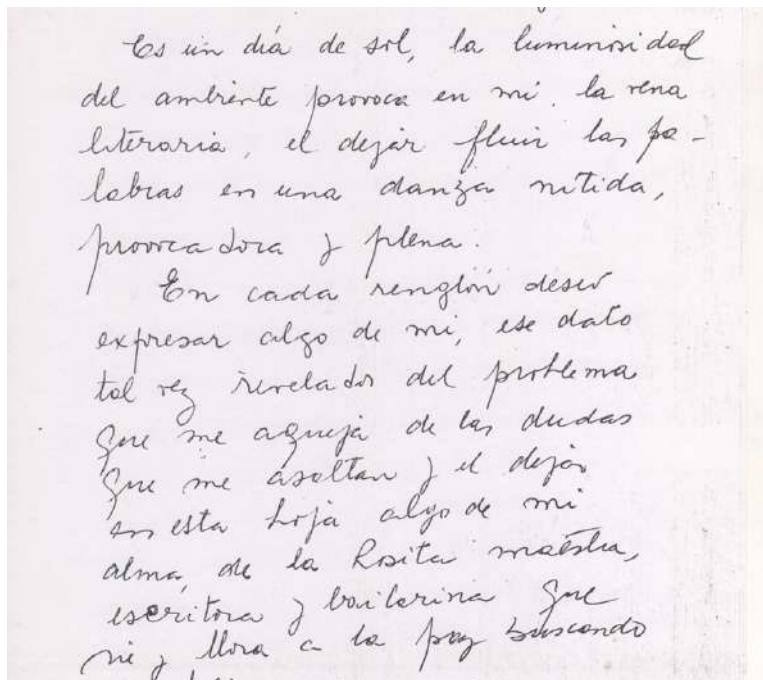 Es un día de sol, la luminosidad
del ambiente provoca en mi. la vena
literaria, el dejar fluir las pa-
labras en una danza nítida,
provocadora y plena.
En cada renglón deseo
expresar algo de mi, ese dato
tal vez revelador del problema
que me aqueja de las dudas
que me asaltan y el dejar
en esta hoja algo de mi
alma, de la Rosita maestra,
escritora y bailarina que
rie y llora a la paz buscando